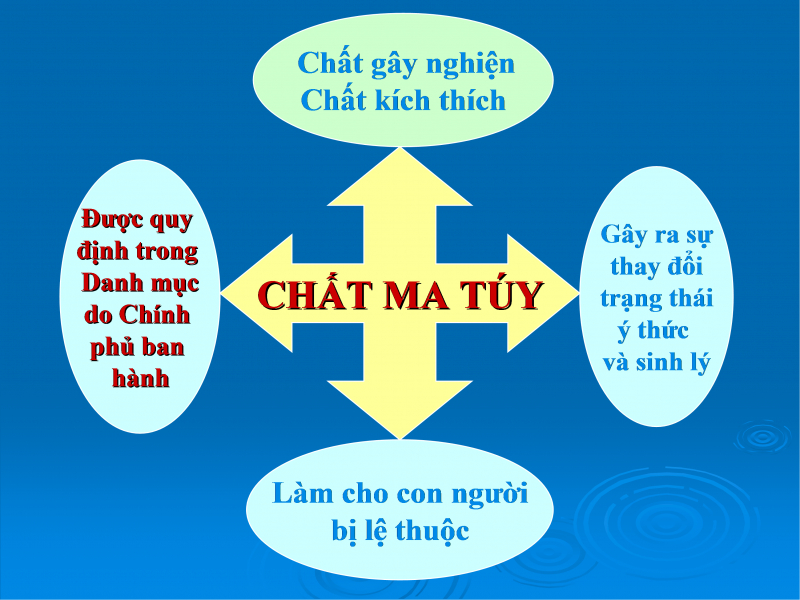 Chất gây nghiện
Chất kích thích
Được quy
định trong
Danh mục
do Chính
phủ ban
hành
CHẤT MA TÚY
Gây ra sự
thay đổi
trạng thái
ý thức
và sinh lý
Làm cho con người
bị lệ thuộc